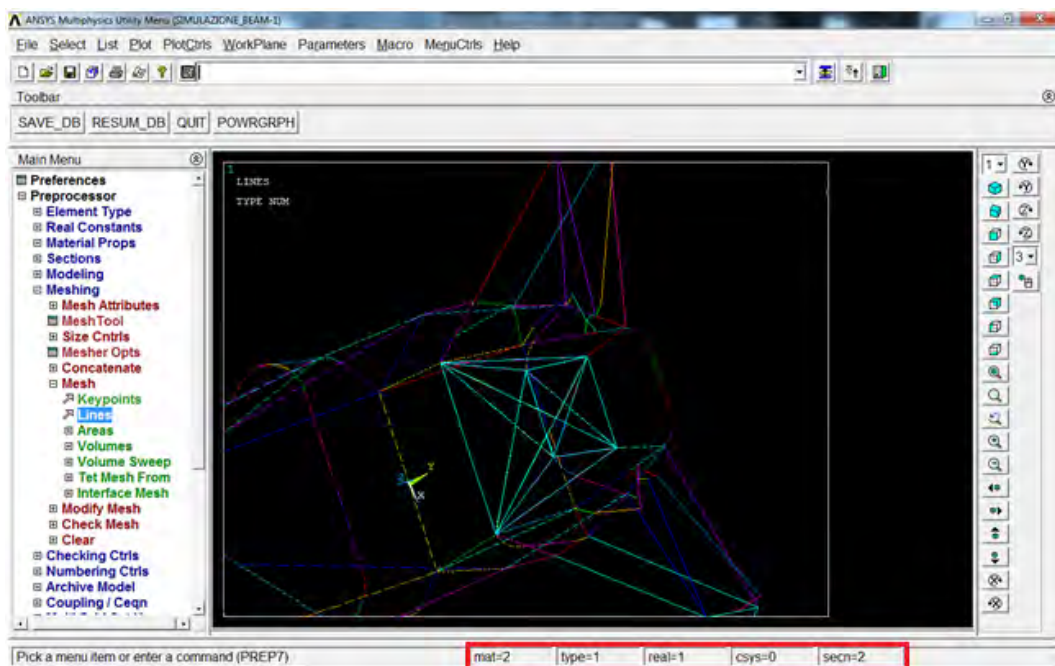 ANSYS Multiphysics Utility Menu (SIMULAZIONE_BEAM-1)
File Select List Plot PlotCtrls WorkPlane Parameters Macro MenuCtrls Help
Toolbar
SAVE_DB RESUM_DB QUIT POWRGRPH
Main Menu
Preferences
Preprocessor
Element Type
Real Constants
Material Props
Sections
Modeling
Meshing
Mesh Attributes
MeshTool
Size Cntrls
Mesher Opts
Concatenate
Mesh
Keypoints
Lines
Areas
Volumes
Volume Sweep
Tet Mesh From
Interface Mesh
Modify Mesh
Check Mesh
Clear
Checking Ctrls
Numbering Ctrls
Archive Model
Coupling / Ceqn
1
LINES
TYPE NUM
Y
X
1
3
Pick a menu item or enter a command (PREP7)
mat=2 type=1 real=1 csys=0 secn=2